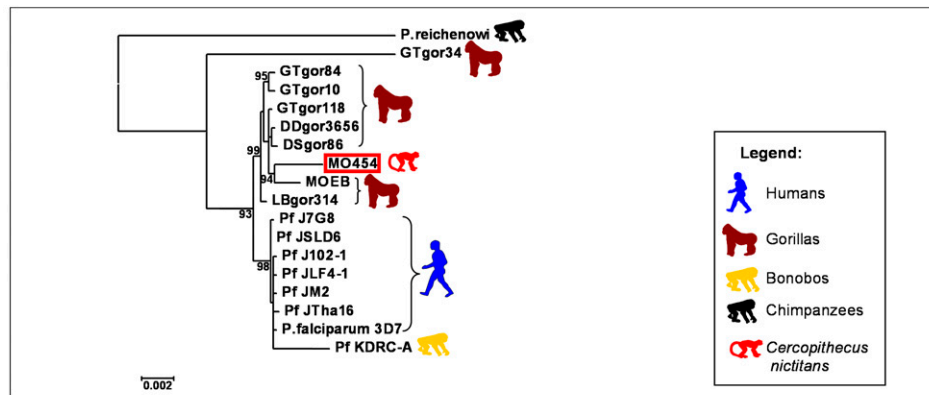 P.reichenowi
GTgor34
95
GTgor84
GTgor10
GTgor118
DDgor3656
DSgor86
99
MO454
94
MOEB
LBgor314
93
Pf J7G8
Pf JSLD6
Pf J102-1
98
Pf JLF4-1
Pf JM2
Pf JTha16
P.falciparum 3D7
Pf KDRC-A
0.002
Legend:
Humans
Gorillas
Bonobos
Chimpanzees
Cercopithecus
nictitans